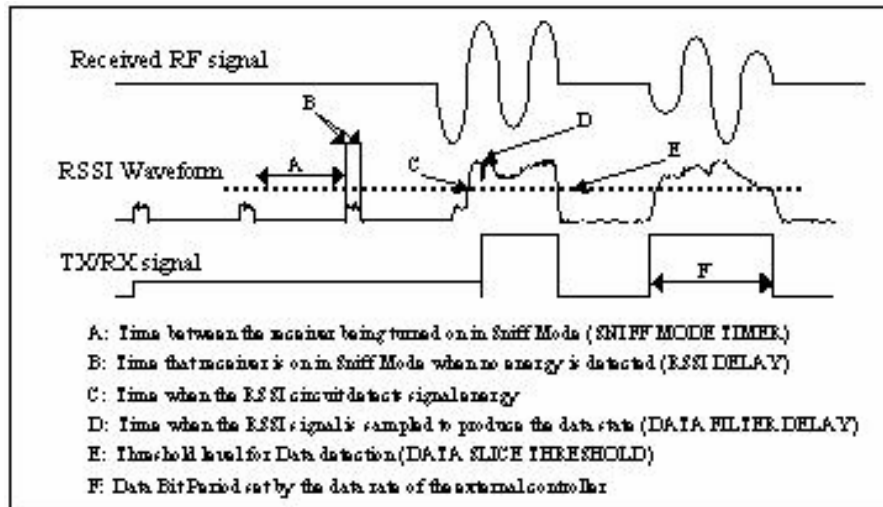 Received RF signal
B
D
A
C
E
RSSI Waveform
TX/RX signal
F
A: Time between the receiver being turned on in Sniff Mode (SNIFF MODE TIMER)
B: Time that receiver is on in Sniff Mode when no energy is detected (RSSI DELAY)
C: Time when the RSSI circuit detects signal energy
D: Time when the RSSI signal is sampled to produce the data state (DATA FILTER DELAY)
E: Threshold level for Data detection (DATA SLICE THRESHOLD)
F: Data Bit Period set by the data rate of the external controller